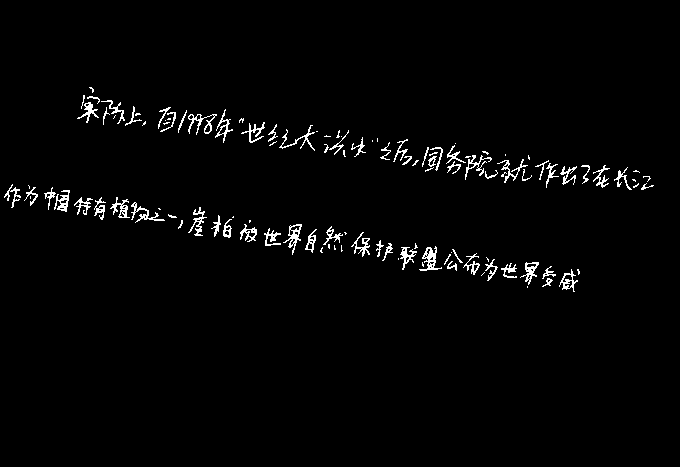 实际上,自1998年"世纪大洪水"之后,国务院就作出了在长江
作为中国特有植物之一,崖柏被世界自然保护联盟公布为世界受威